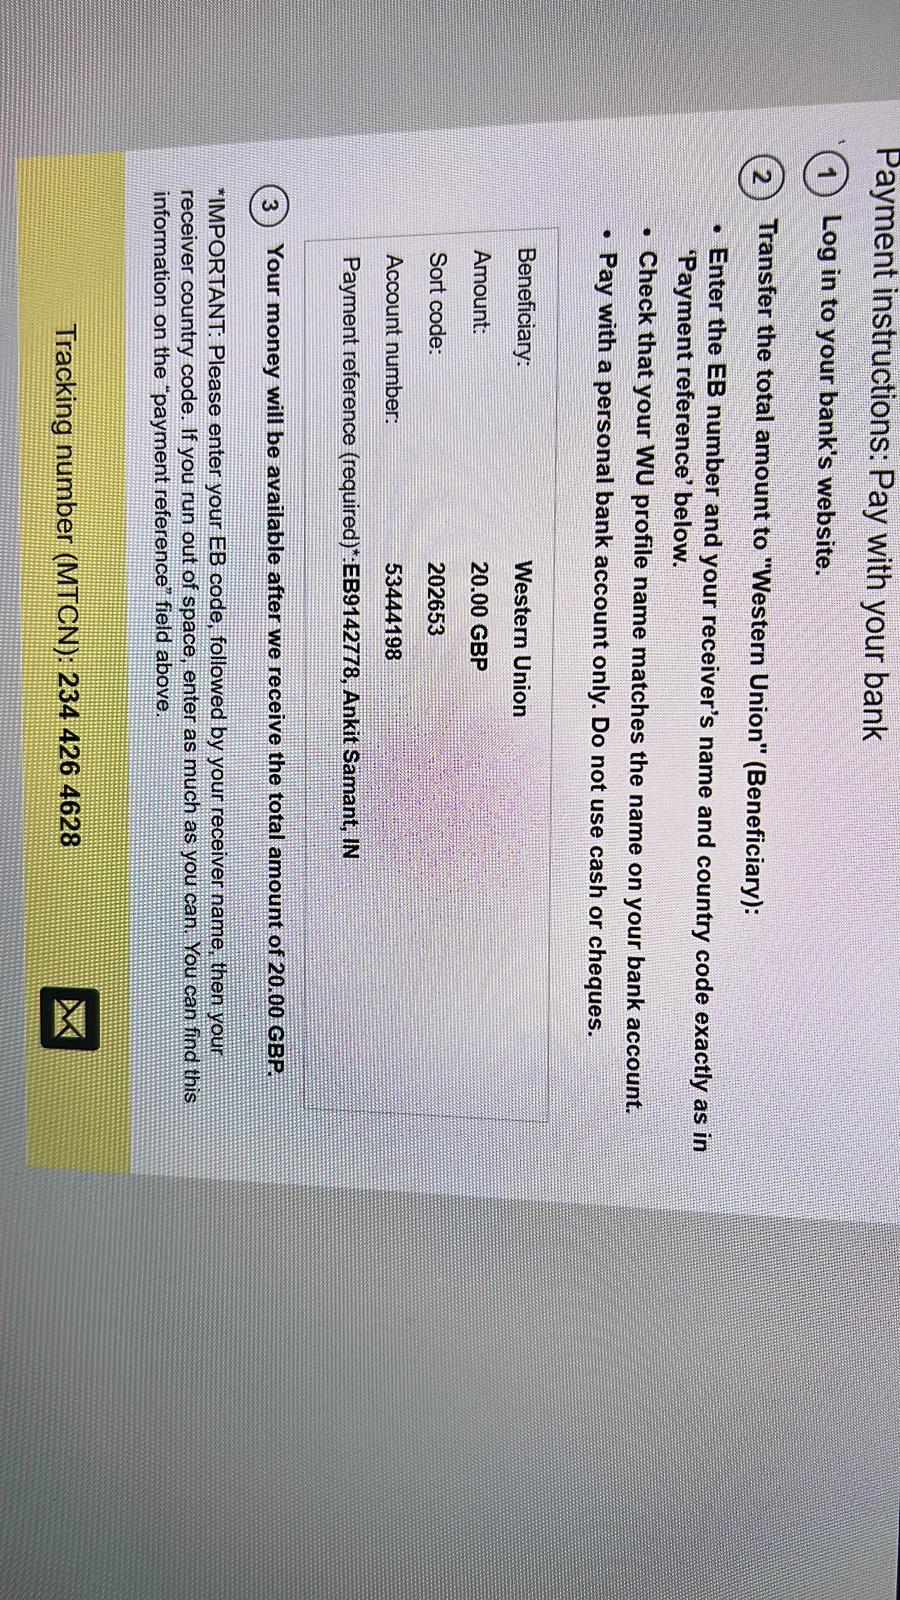 Payment instructions: Pay with your bank
1 Log in to your bank's website.
2 Transfer the total amount to "Western Union" (Beneficiary):
• Enter the EB number and your receiver's name and country code exactly as in
'Payment reference' below.
• Check that your WU profile name matches the name on your bank account.
• Pay with a personal bank account only. Do not use cash or cheques.
Beneficiary: Western Union
Amount: 20.00 GBP
Sort code: 202653
Account number: 53444198
Payment reference (required)*:EB9142778, Ankit Samant, IN
3 Your money will be available after we receive the total amount of 20.00 GBP.
*IMPORTANT: Please enter your EB code, followed by your receiver name, then your
receiver country code. If you run out of space, enter as much as you can. You can find this
information on the "payment reference" field above.
Tracking number (MTCN): 234 426 4628